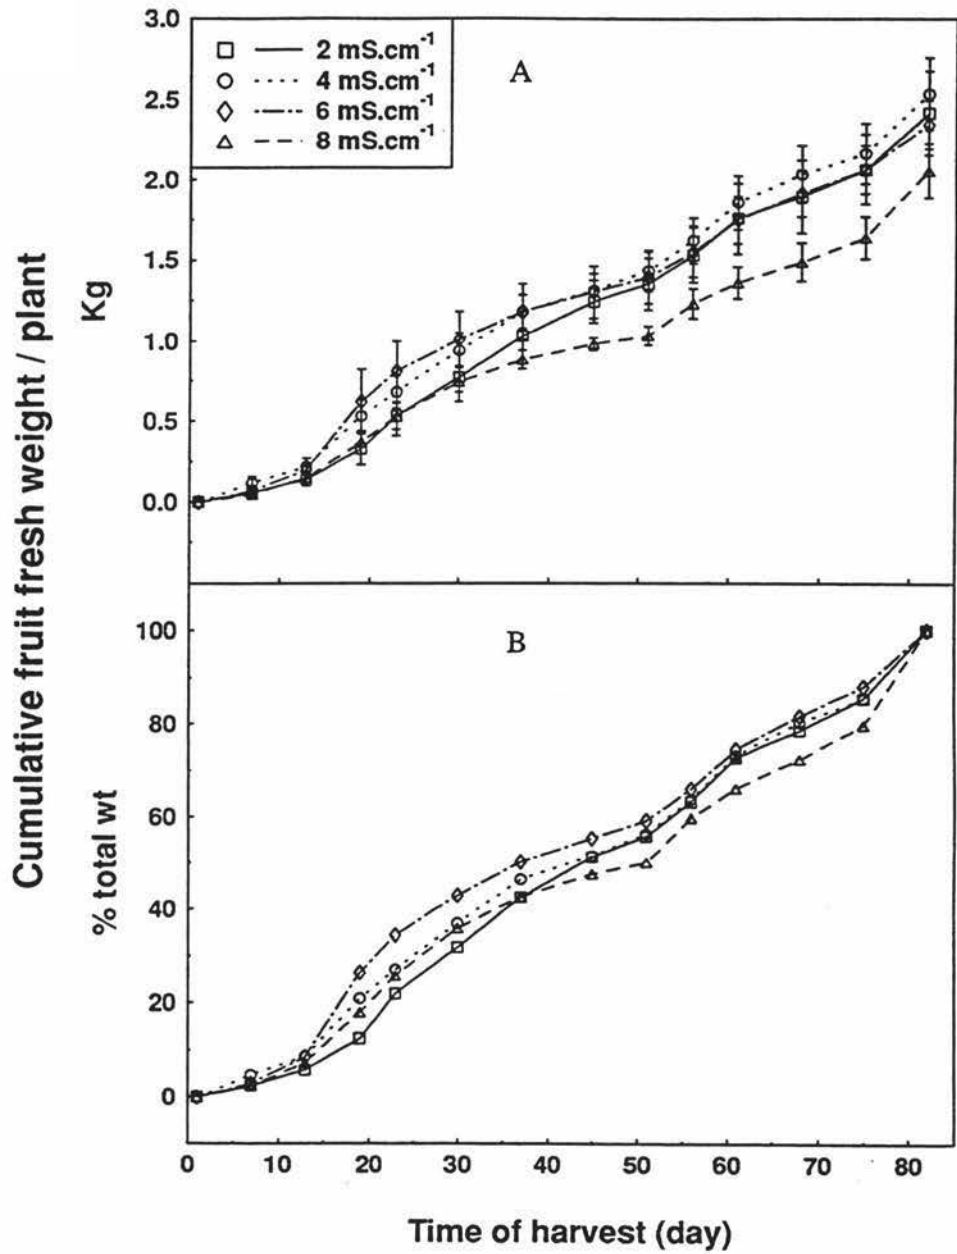 3.0
2 mS.cm-1
4 mS.cm-1
6 mS.cm-1
8 mS.cm-1
A
2.5
2.0
1.5
1.0
0.5
0.0
Kg
Cumulative fruit fresh weight / plant
B
100
80
60
40
20
0
% total wt
0 10 20 30 40 50 60 70 80
Time of harvest (day)